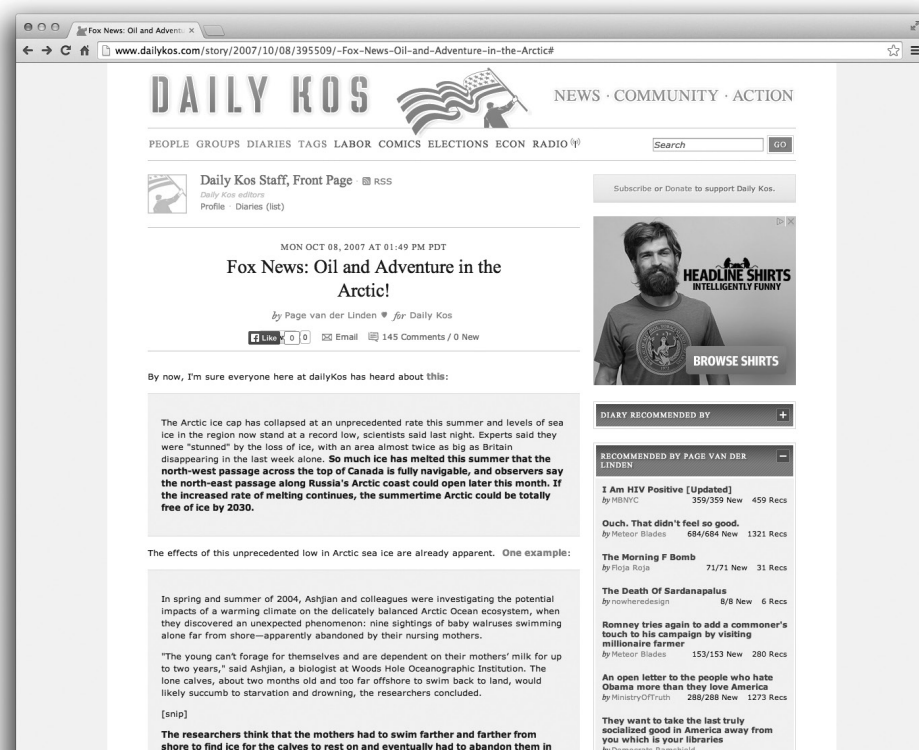 Fox News: Oil and Advent
www.dailykos.com/story/2007/10/08/395509/-Fox-News-Oil-and-Adventure-in-the-Arctic#
DAILY KOS
NEWS · COMMUNITY · ACTION
PEOPLE GROUPS DIARIES TAGS LABOR COMICS ELECTIONS ECON RADIO
Search
GO
Daily Kos Staff, Front Page · RSS
Daily Kos editors
Profile · Diaries (list)
MON OCT 08, 2007 AT 01:49 PM PDT
Fox News: Oil and Adventure in the
Arctic!
by Page van der Linden for Daily Kos
Like 0 0 Email 145 Comments / 0 New
By now, I'm sure everyone here at dailyKos has heard about this:
The Arctic ice cap has collapsed at an unprecedented rate this summer and levels of sea
ice in the region now stand at a record low, scientists said last night. Experts said they
were "stunned" by the loss of ice, with an area almost twice as big as Britain
disappearing in the last week alone. So much ice has melted this summer that the
north-west passage across the top of Canada is fully navigable, and observers say
the north-east passage along Russia's Arctic coast could open later this month. If
the increased rate of melting continues, the summertime Arctic could be totally
free of ice by 2030.
The effects of this unprecedented low in Arctic sea ice are already apparent. One example:
In spring and summer of 2004, Ashjian and colleagues were investigating the potential
impacts of a warming climate on the delicately balanced Arctic Ocean ecosystem, when
they discovered an unexpected phenomenon: nine sightings of baby walruses swimming
alone far from shore—apparently abandoned by their nursing mothers.
"The young can't forage for themselves and are dependent on their mothers' milk for up
to two years," said Ashjian, a biologist at Woods Hole Oceanographic Institution. The
lone calves, about two months old and too far offshore to swim back to land, would
likely succumb to starvation and drowning, the researchers concluded.
[snip]
The researchers think that the mothers had to swim farther and farther from
shore to find ice for the calves to rest on and eventually had to abandon them in
Subscribe or Donate to support Daily Kos.
HEADLINE SHIRTS
INTELLIGENTLY FUNNY
BROWSE SHIRTS
DIARY RECOMMENDED BY
RECOMMENDED BY PAGE VAN DER
LINDEN
I Am HIV Positive [Updated]
by MBNYC 359/359 New 459 Recs
Ouch. That didn't feel so good.
by Meteor Blades 684/684 New 1321 Recs
The Morning F Bomb
by Floja Roja 71/71 New 31 Recs
The Death Of Sardanapalus
by nowheredesign 8/8 New 6 Recs
Romney tries again to add a commoner's
touch to his campaign by visiting
millionaire farmer
by Meteor Blades 153/153 New 280 Recs
An open letter to the people who hate
Obama more than they love America
by MinistryOfTruth 288/288 New 1273 Recs
They want to take the last truly
socialized good in America away from
you which is your libraries